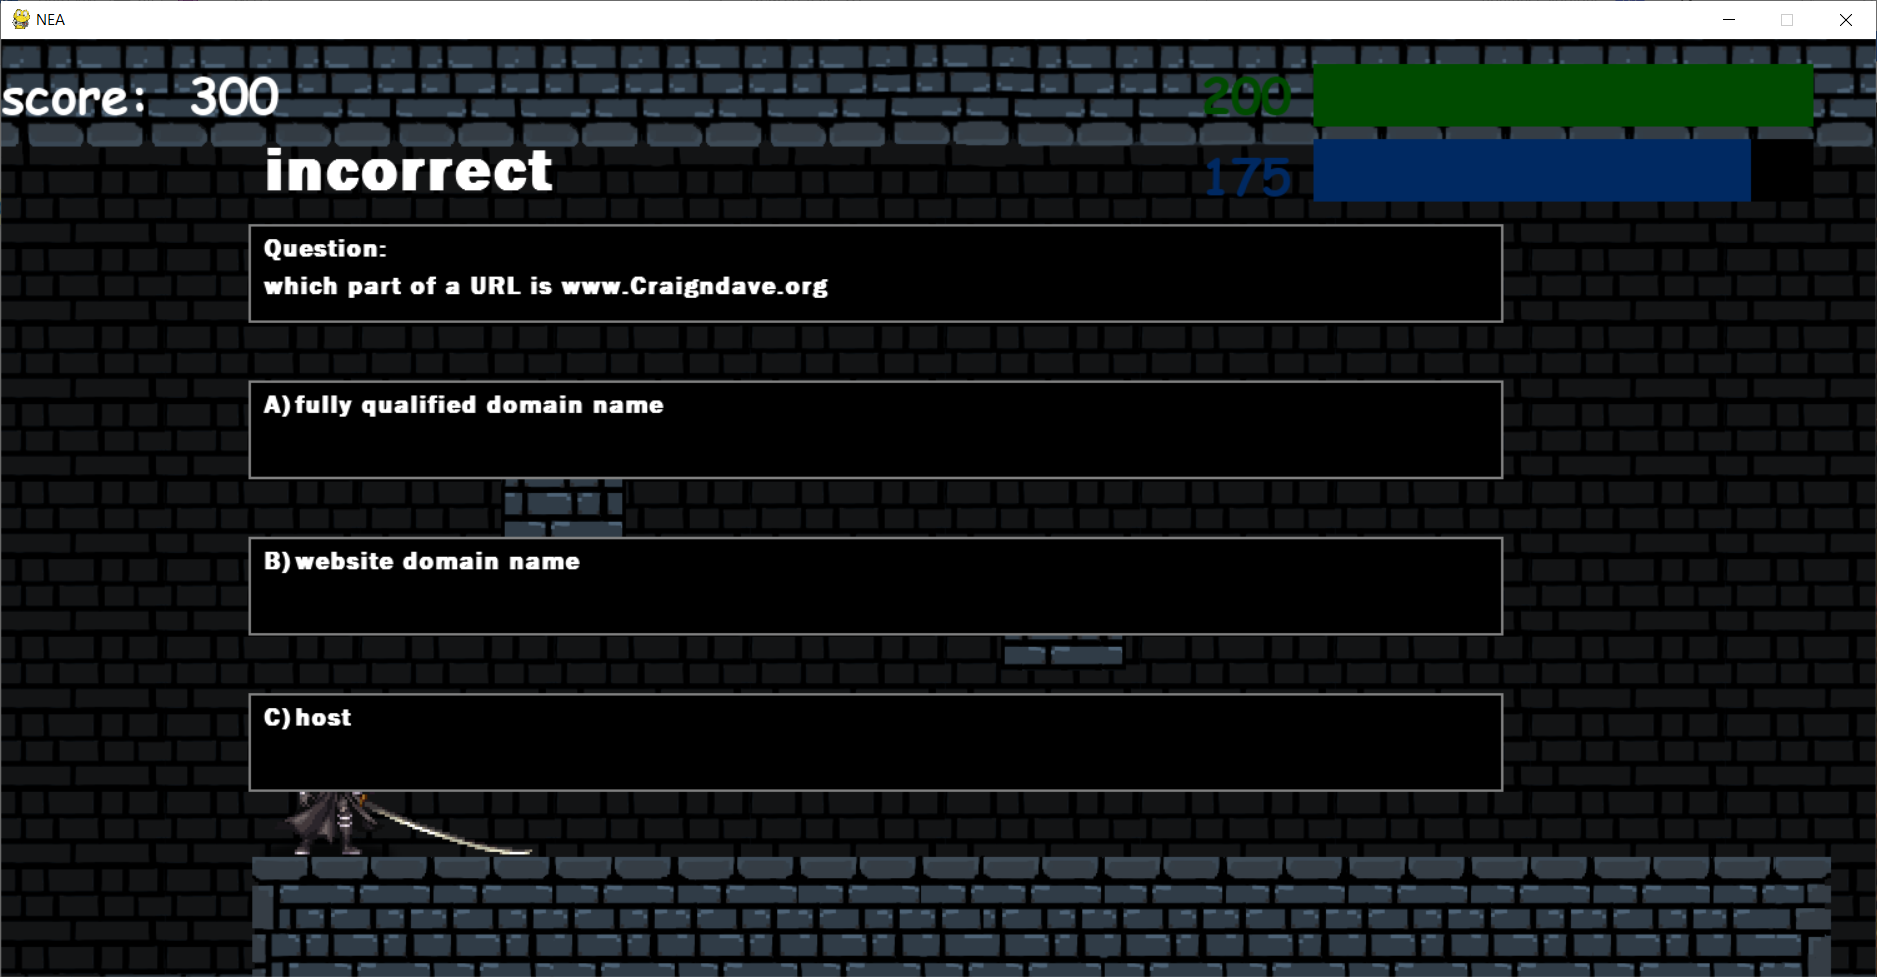 NEA
score: 300
200
incorrect
175
Question:
which part of a URL is www.Craigndave.org
A)fully qualified domain name
B)website domain name
C)host